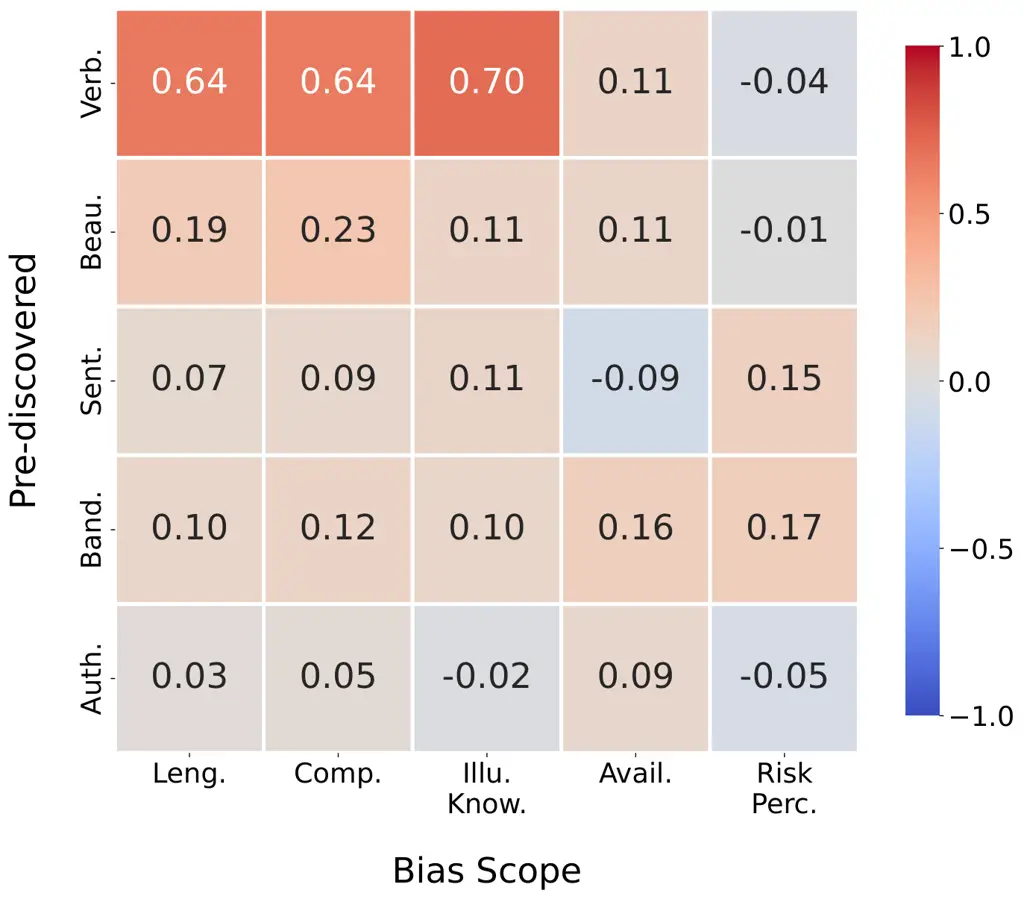 Pre-discovered
Verb. 0.64 0.64 0.70 0.11 -0.04
Beau. 0.19 0.23 0.11 0.11 -0.01
Sent. 0.07 0.09 0.11 -0.09 0.15
Band. 0.10 0.12 0.10 0.16 0.17
Auth. 0.03 0.05 -0.02 0.09 -0.05
Leng. Comp. Illu. Know. Avail. Risk Perc.
Bias Scope
1.0
0.5
0.0
−0.5
−1.0